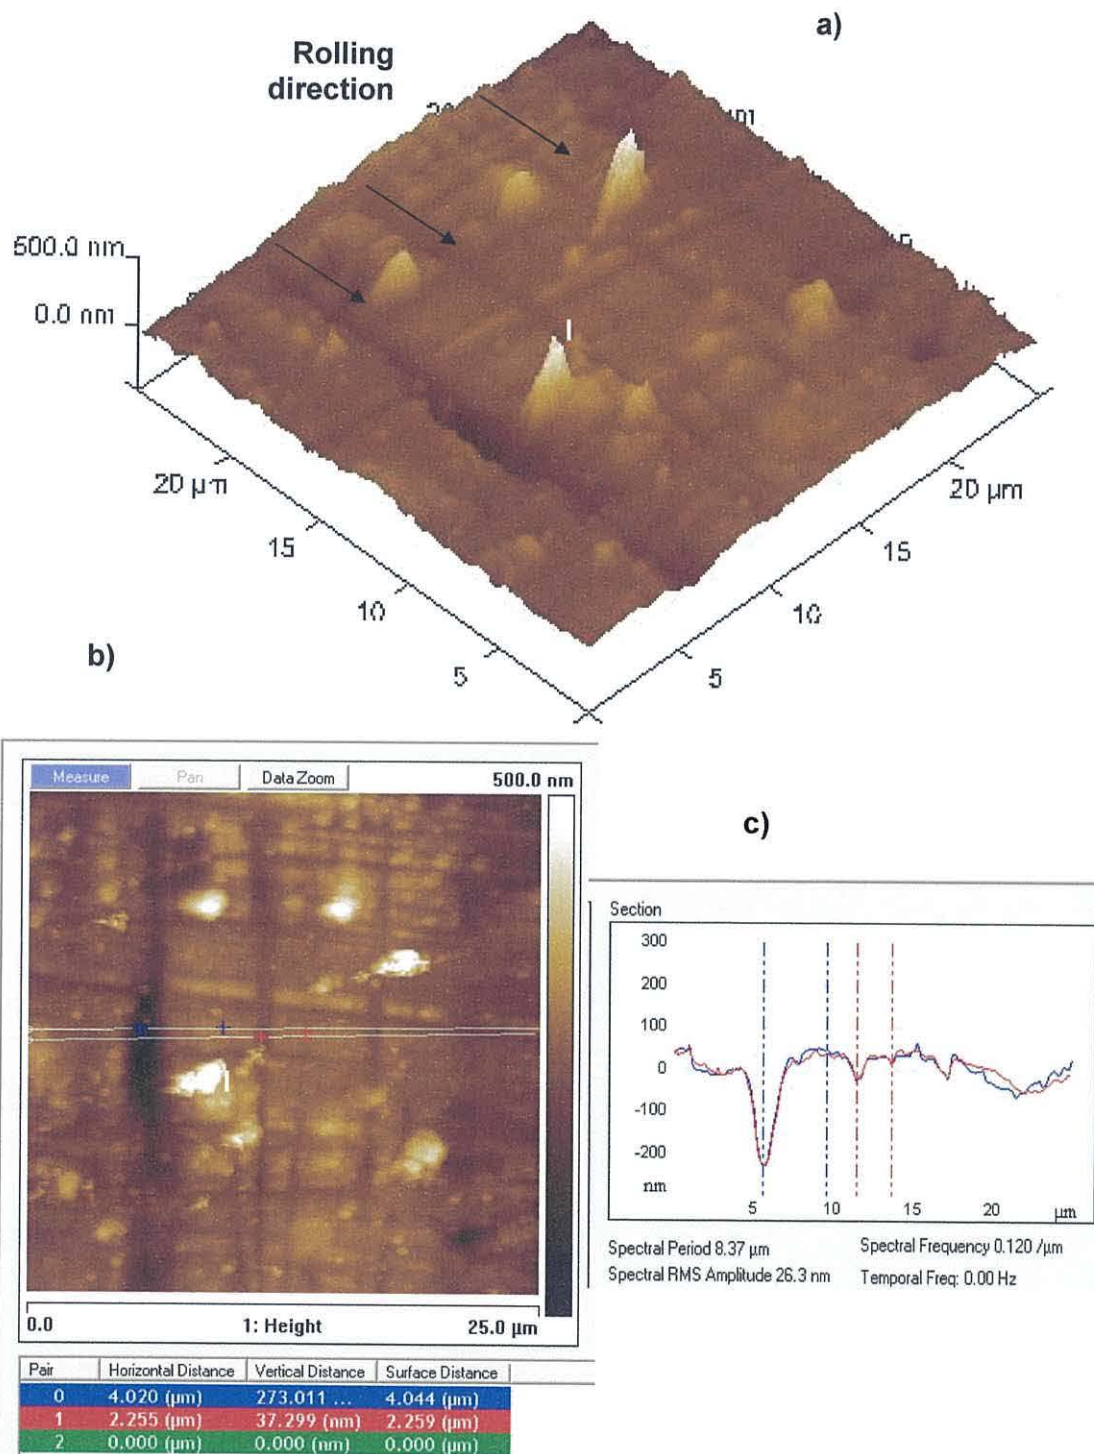 a)
Rolling
direction
500.0 nm
0.0 nm
20 µm
15
10
5
5
10
15
20 µm
b)
Measure Pan Data Zoom 500.0 nm
0.0 1: Height 25.0 µm
Pair Horizontal Distance Vertical Distance Surface Distance
0 4.020 (µm) 273.011 ... 4.044 (µm)
1 2.255 (µm) 37.299 (nm) 2.259 (µm)
2 0.000 (µm) 0.000 (nm) 0.000 (µm)
c)
Section
300
200
100
0
-100
-200
nm
5 10 15 20 µm
Spectral Period 8.37 µm Spectral Frequency 0.120 /µm
Spectral RMS Amplitude 26.3 nm Temporal Freq: 0.00 Hz